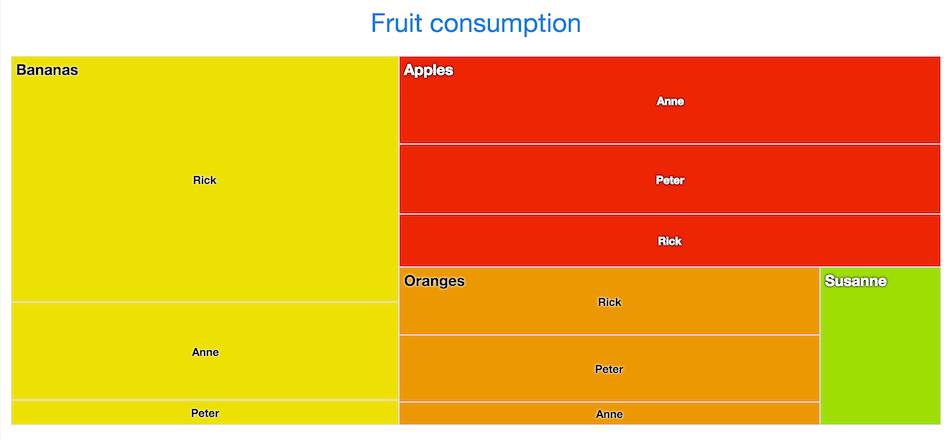 Fruit consumption
Bananas
Rick
Anne
Peter
Apples
Anne
Peter
Rick
Oranges
Rick
Peter
Anne
Susanne